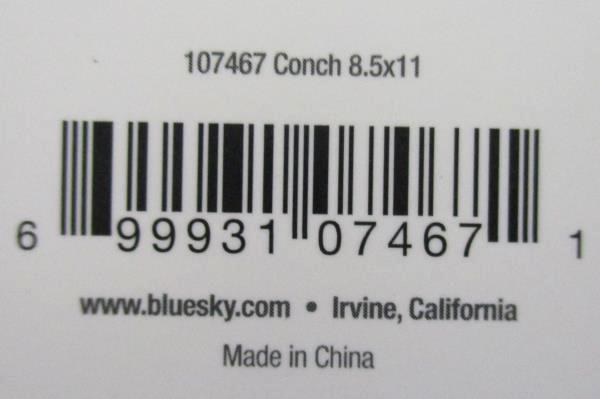 107467 Conch 8.5x11
6 99931 07467 1
www.bluesky.com • Irvine, California
Made in China